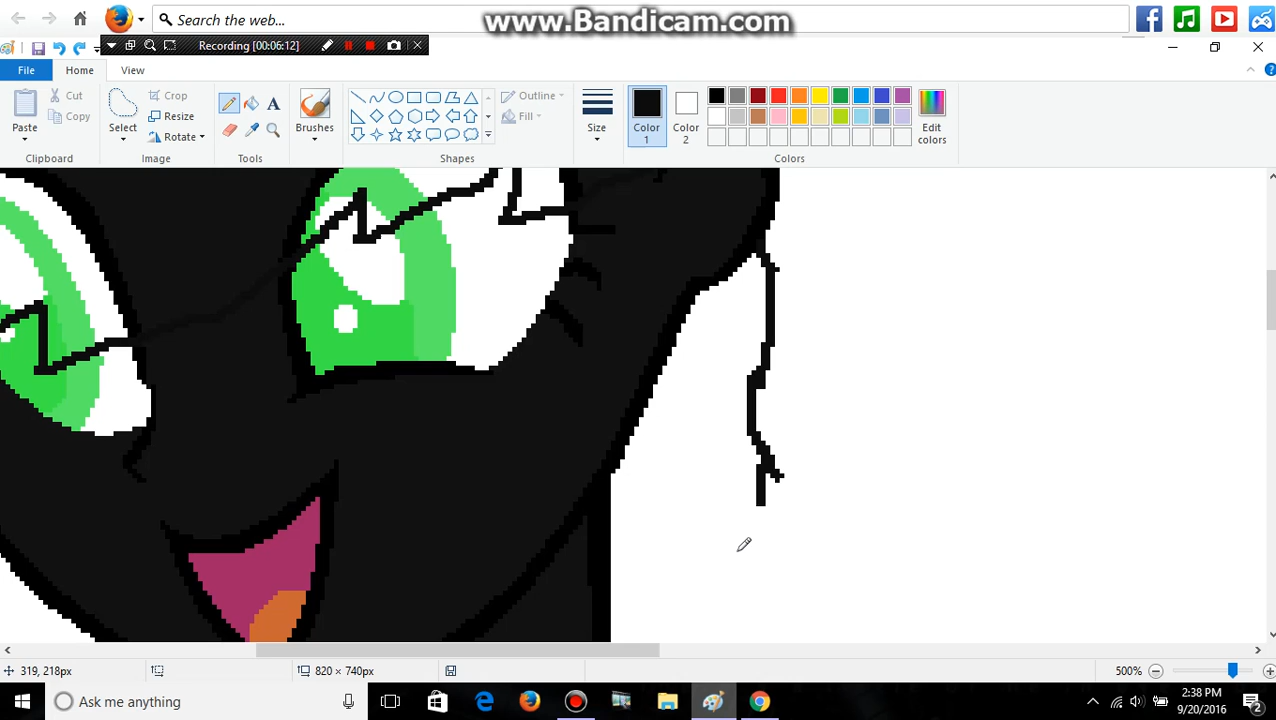 Search the web...
www.Bandicam.com
Recording [00:06:12]
File
Home
View
Paste
Cut
Copy
Clipboard
Select
Crop
Resize
Rotate
Image
Tools
Brushes
Outline
Fill
Shapes
Size
Color 1
Color 2
Edit colors
Colors
319, 218px
820 × 740px
500%
Ask me anything
2:38 PM
9/20/2016
2